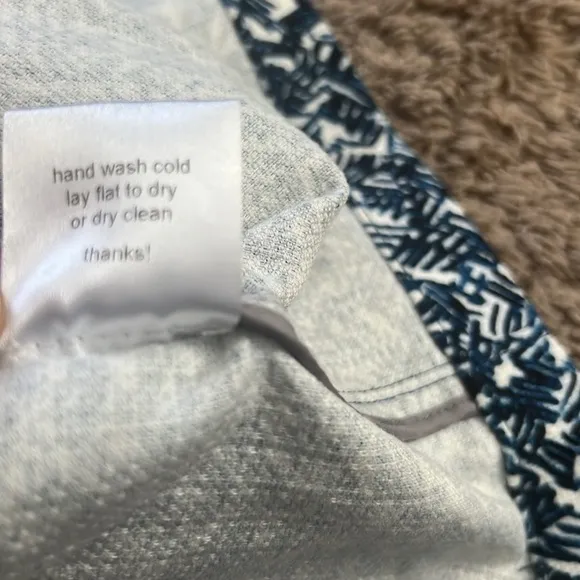 hand wash cold
lay flat to dry
or dry clean
thanks!